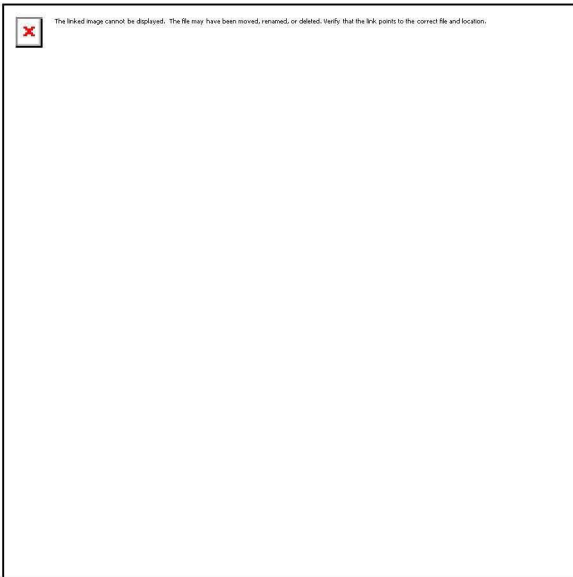 The linked image cannot be displayed.  The file may have been moved, renamed, or deleted. Verify that the link points to the correct file and location.